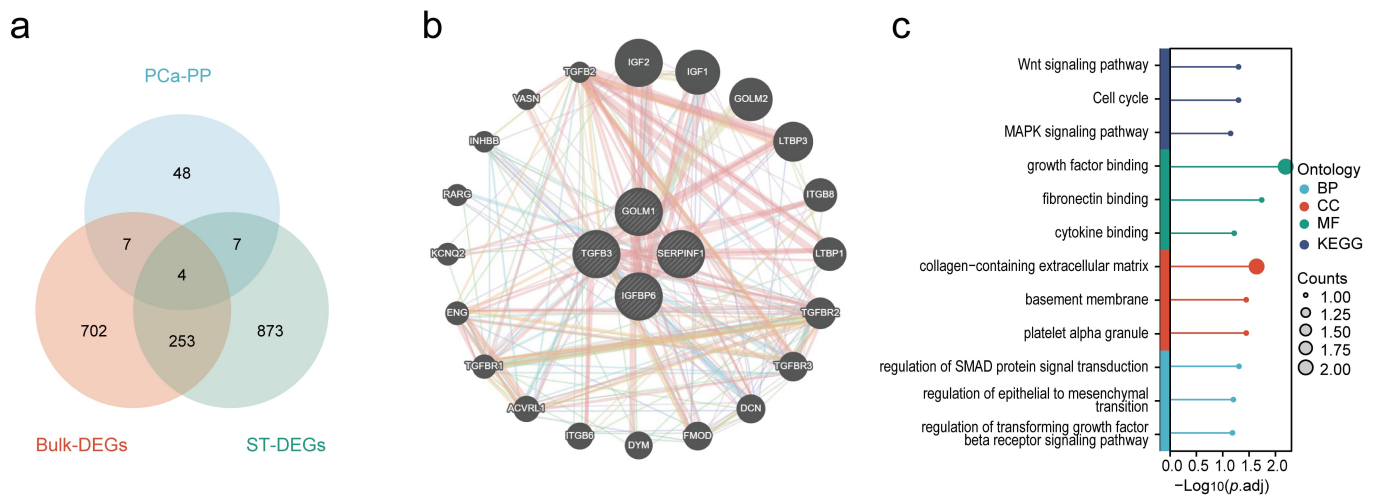 a
PCa-PP
48
7
7
4
702
253
873
Bulk-DEGs
ST-DEGs
b
IGF2
IGF1
GOLM2
LTBP3
ITGB8
LTBP1
TGFBR2
TGFBR3
DCN
FMOD
DYM
ITGB6
ACVRL1
TGFBR1
ENG
KCNQ2
RARG
INHBB
VASN
TGFB2
GOLM1
TGFB3
SERPINF1
IGFBP6
c
Wnt signaling pathway
Cell cycle
MAPK signaling pathway
growth factor binding
fibronectin binding
cytokine binding
collagen−containing extracellular matrix
basement membrane
platelet alpha granule
regulation of SMAD protein signal transduction
regulation of epithelial to mesenchymal
transition
regulation of transforming growth factor
beta receptor signaling pathway
0.0 0.5 1.0 1.5 2.0
−Log10(p.adj)
Ontology
BP
CC
MF
KEGG
Counts
1.00
1.25
1.50
1.75
2.00